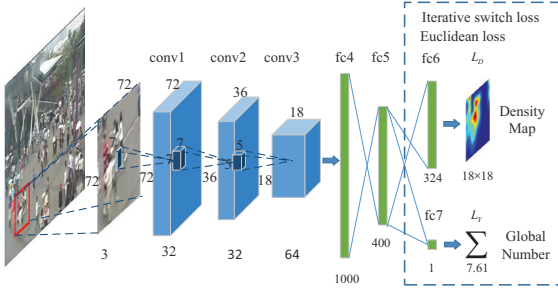 Iterative switch loss
Euclidean loss
conv1 conv2 conv3 fc4 fc5 fc6 L_D
72 72 36 18
7 7 5 5
72 72 36 18
Density
Map
324 18×18
fc7 L_Y
400
∑ Global
Number
3 32 32 64 1000 1 7.61